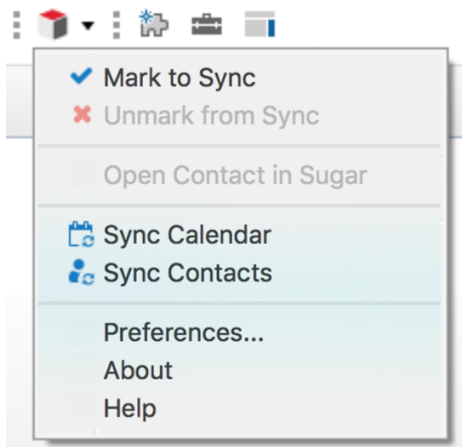 Mark to Sync
Unmark from Sync
Open Contact in Sugar
Sync Calendar
Sync Contacts
Preferences...
About
Help